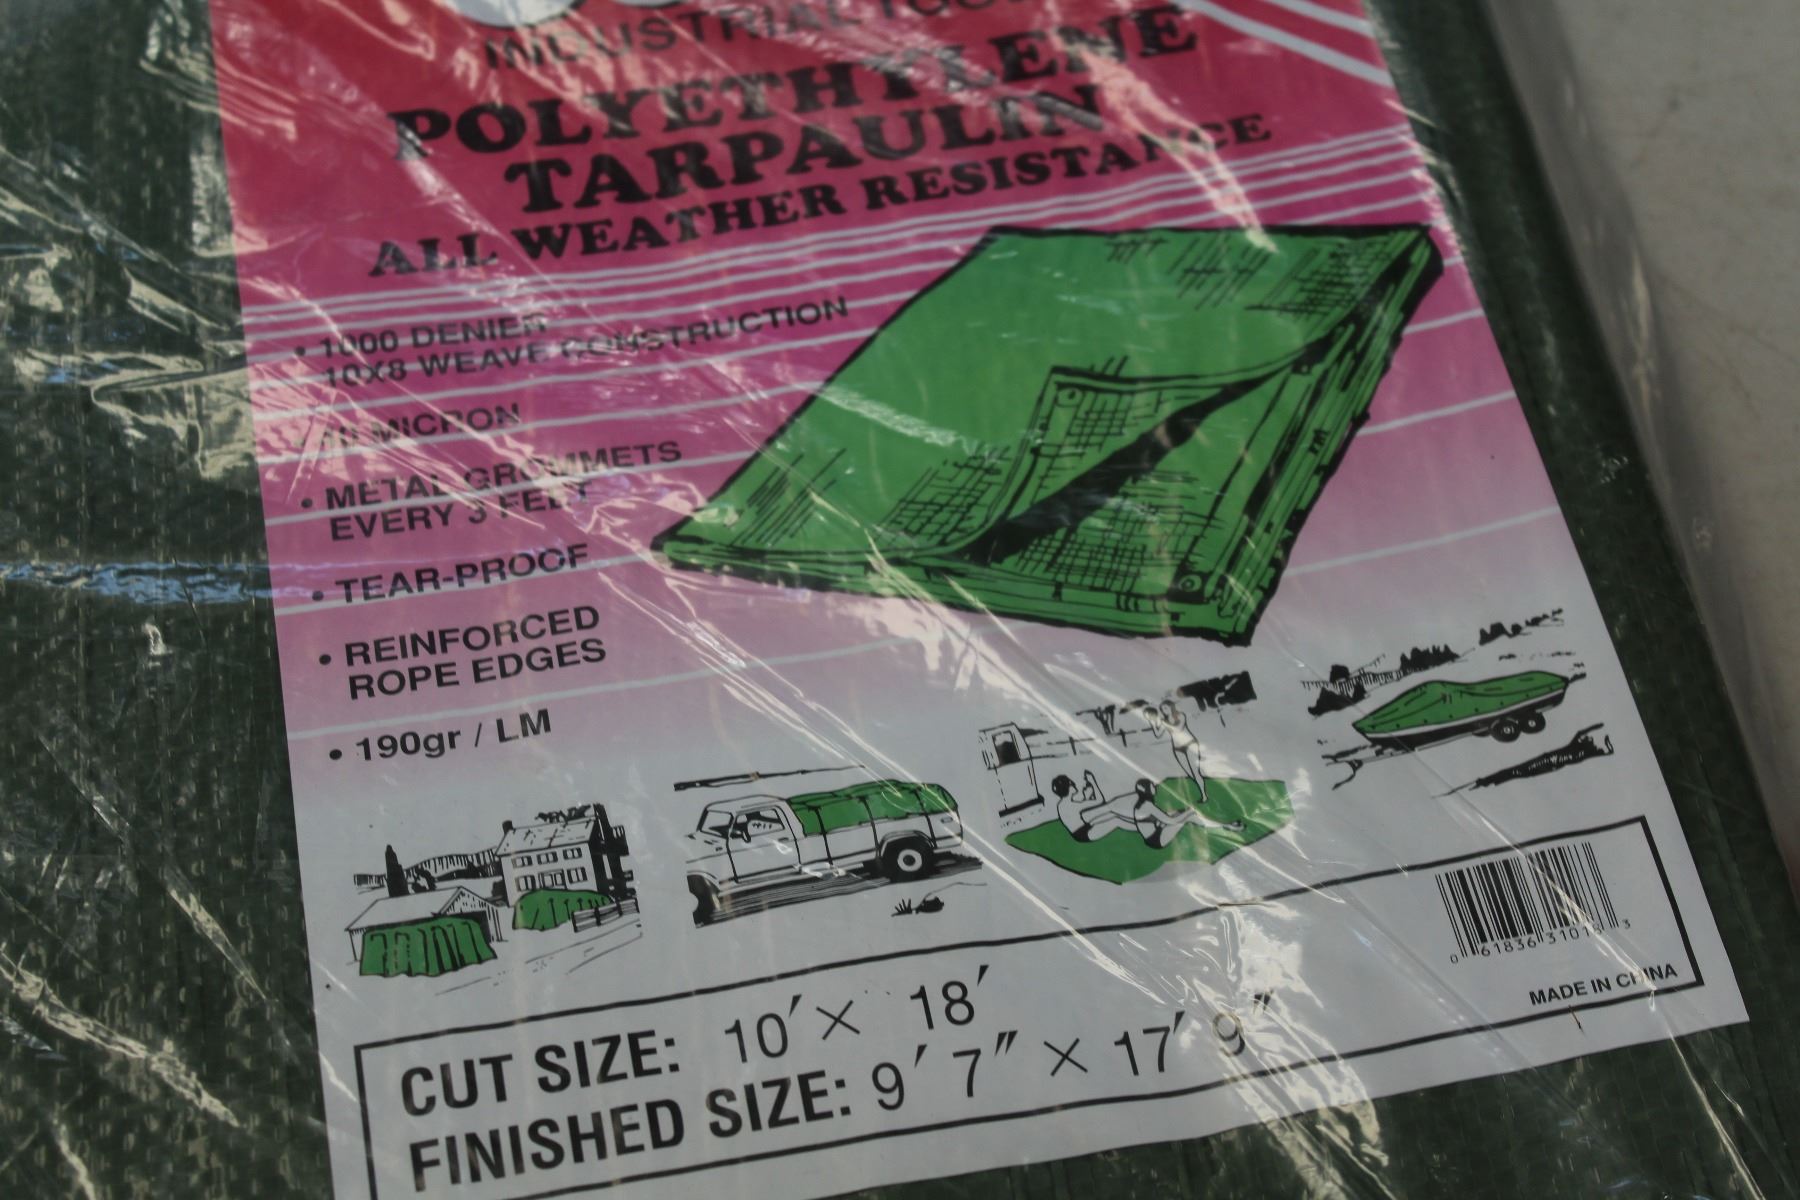 INDUSTRIAL
POLYETHYLENE
TARPAULIN
ALL WEATHER RESISTANCE
• 1000 DENIER
10X8 WEAVE CONSTRUCTION
MICRON
• METAL GROMMETS
EVERY 3 FEET
• TEAR-PROOF
• REINFORCED
ROPE EDGES
• 190gr / LM
MADE IN CHINA
CUT SIZE: 10' × 18'
FINISHED SIZE: 9' 7" × 17' 9"